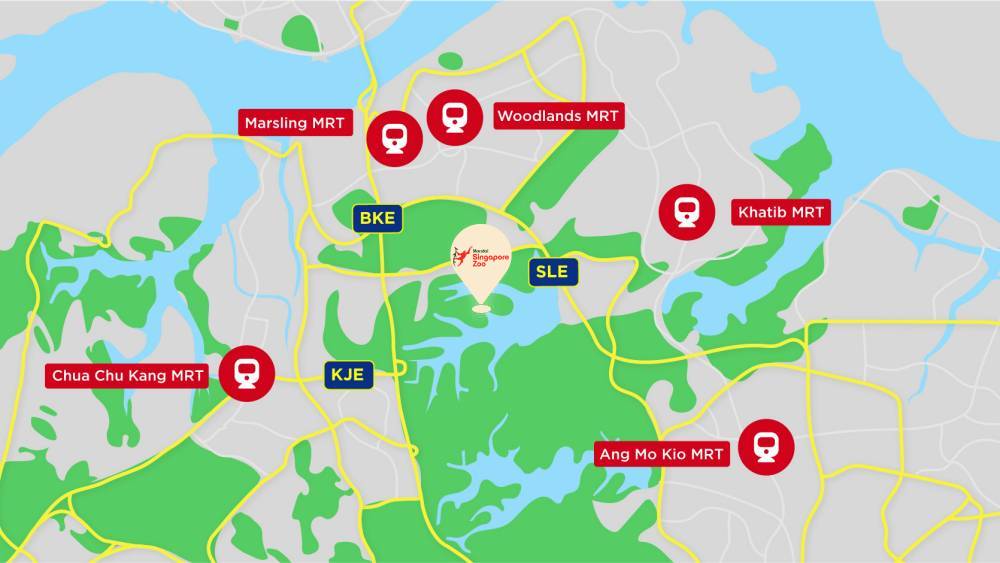 Marsling MRT
Woodlands MRT
BKE
Khatib MRT
Mandai
Singapore
Zoo
SLE
Chua Chu Kang MRT
KJE
Ang Mo Kio MRT